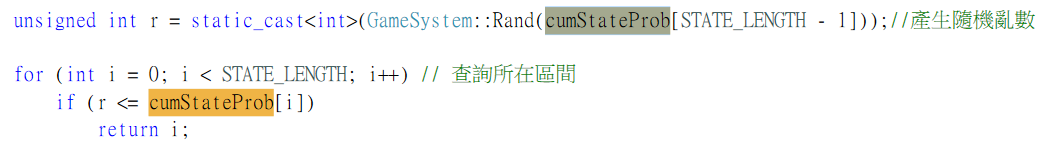 unsigned int r = static_cast<int>(GameSystem::Rand(cumStateProb[STATE_LENGTH - 1]));//產生隨機亂數
for (int i = 0; i < STATE_LENGTH; i++) // 查詢所在區間
if (r <= cumStateProb[i])
return i;